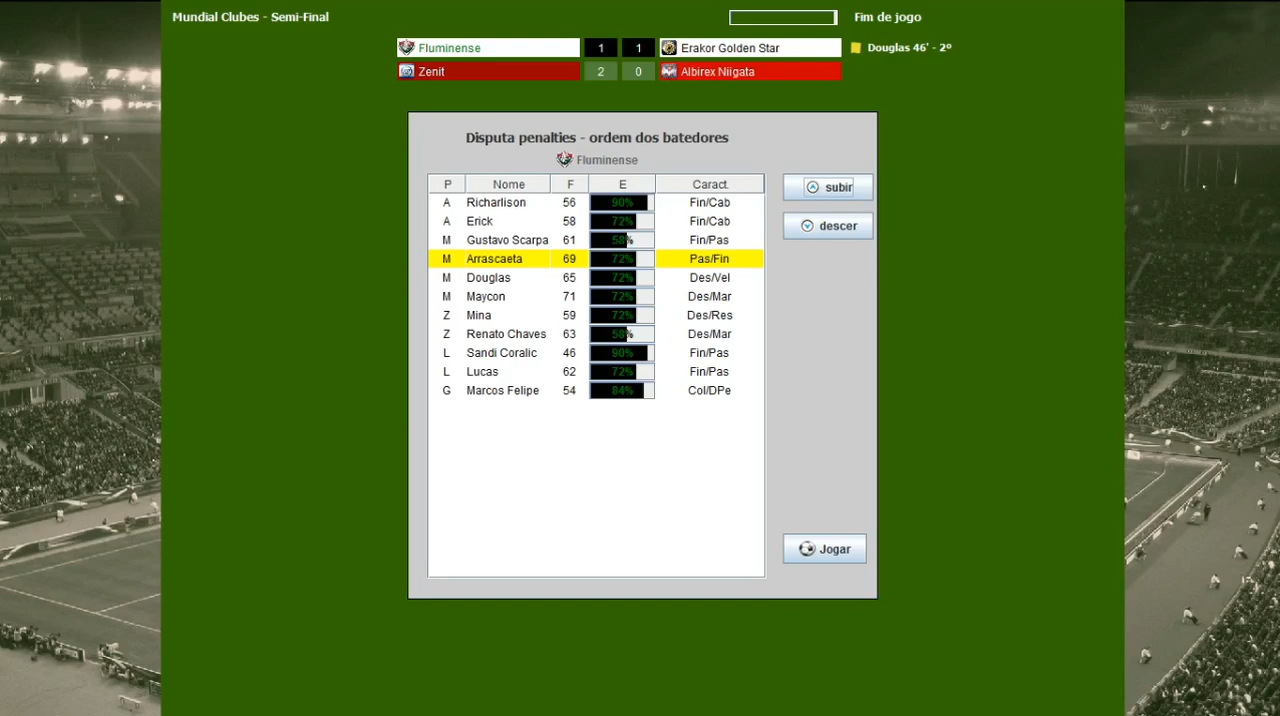 Mundial Clubes - Semi-Final
Fim de jogo
Fluminense 1 1 Erakor Golden Star
Douglas 46' - 2º
Zenit 2 0 Albirex Niigata
Disputa penalties - ordem dos batedores
Fluminense
P Nome F E Caract.
A Richarlison 56 90% Fin/Cab
A Erick 58 72% Fin/Cab
M Gustavo Scarpa 61 58% Fin/Pas
M Arrascaeta 69 72% Pas/Fin
M Douglas 65 72% Des/Vel
M Maycon 71 72% Des/Mar
Z Mina 59 72% Des/Res
Z Renato Chaves 63 58% Des/Mar
L Sandi Coralic 46 90% Fin/Pas
L Lucas 62 72% Fin/Pas
G Marcos Felipe 54 84% Col/DPe
subir
descer
Jogar